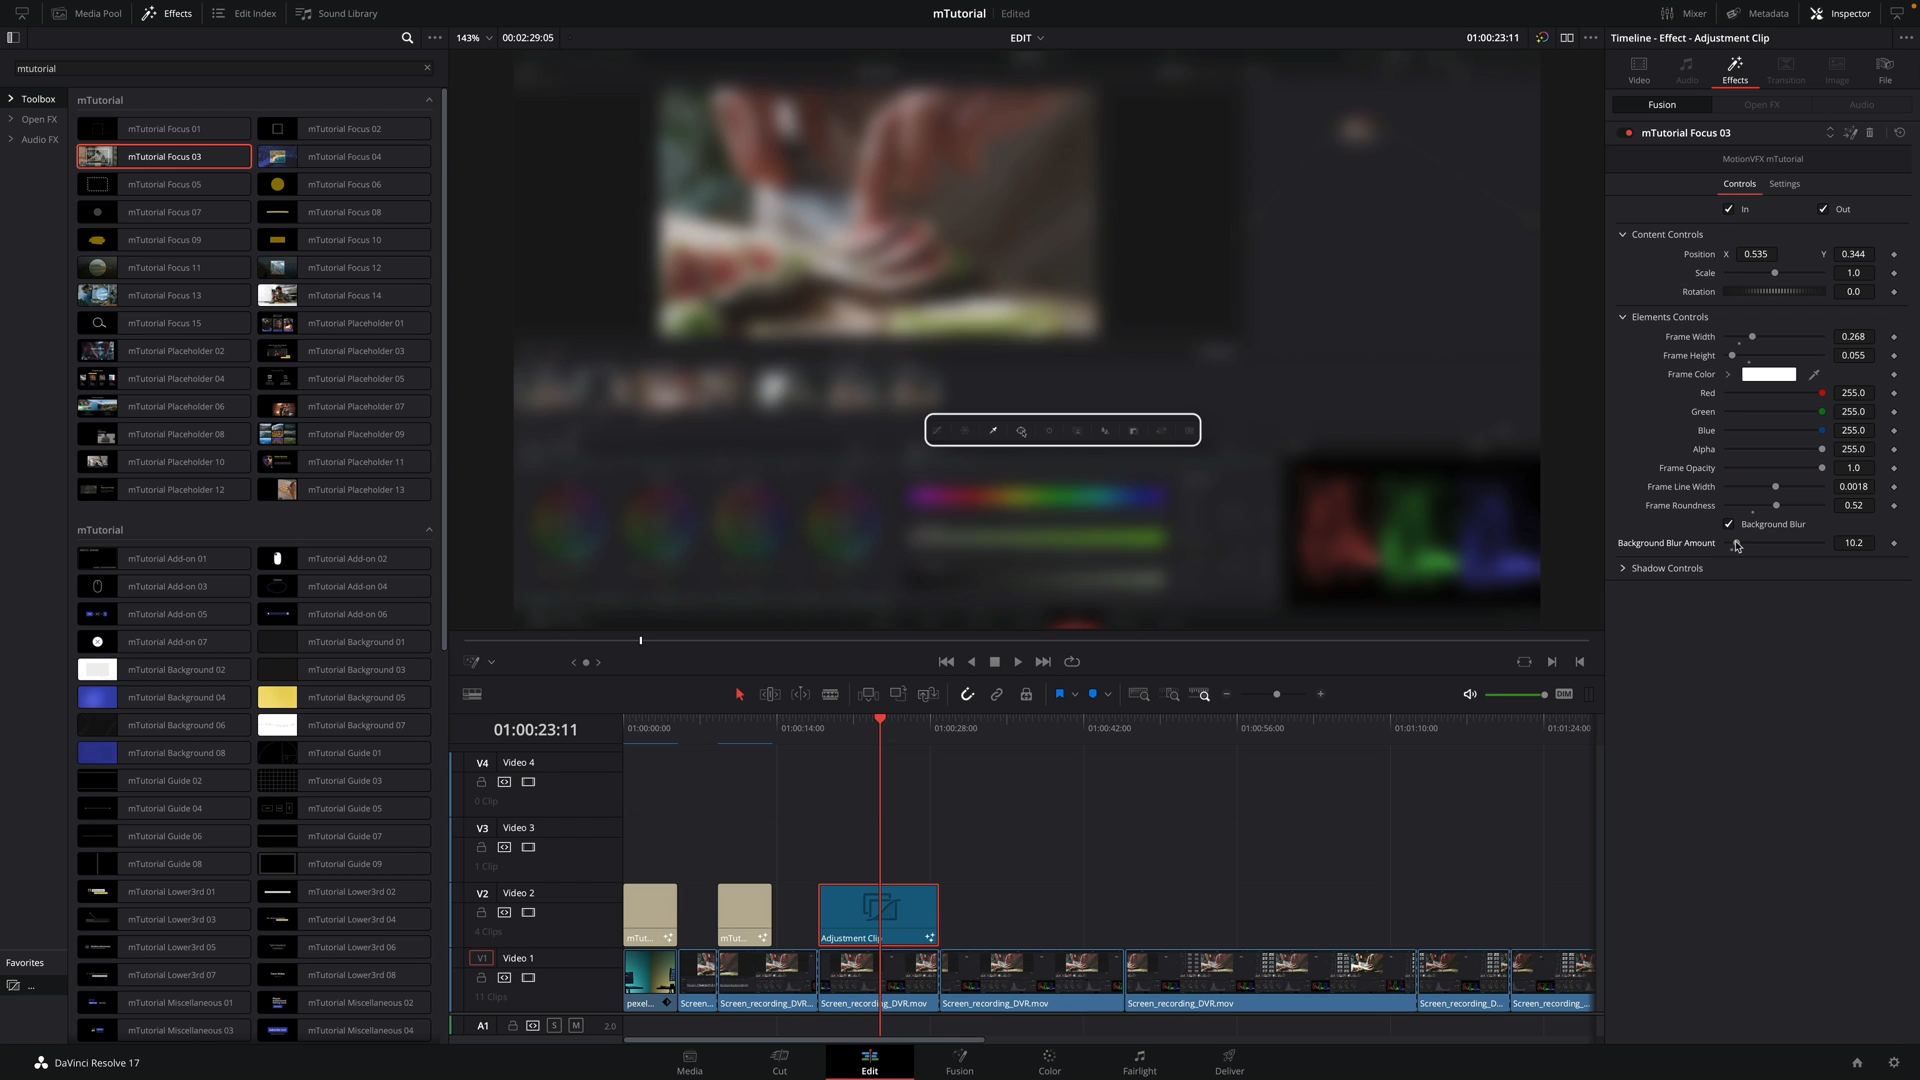 Media Pool
Effects
Edit Index
Sound Library
mTutorial Edited
Mixer
Metadata
Inspector
143%
00:02:29:05
EDIT
01:00:23:11
Timeline - Effect - Adjustment Clip
mtutorial
Video
Audio
Effects
Transition
Image
File
Toolbox
Open FX
Audio FX
mTutorial
mTutorial Focus 01
mTutorial Focus 02
mTutorial Focus 03
mTutorial Focus 04
mTutorial Focus 05
mTutorial Focus 06
mTutorial Focus 07
mTutorial Focus 08
mTutorial Focus 09
mTutorial Focus 10
mTutorial Focus 11
mTutorial Focus 12
mTutorial Focus 13
mTutorial Focus 14
mTutorial Focus 15
mTutorial Placeholder 01
mTutorial Placeholder 02
mTutorial Placeholder 03
mTutorial Placeholder 04
mTutorial Placeholder 05
mTutorial Placeholder 06
mTutorial Placeholder 07
mTutorial Placeholder 08
mTutorial Placeholder 09
mTutorial Placeholder 10
mTutorial Placeholder 11
mTutorial Placeholder 12
mTutorial Placeholder 13
mTutorial
mTutorial Add-on 01
mTutorial Add-on 02
mTutorial Add-on 03
mTutorial Add-on 04
mTutorial Add-on 05
mTutorial Add-on 06
mTutorial Add-on 07
mTutorial Background 01
mTutorial Background 02
mTutorial Background 03
mTutorial Background 04
mTutorial Background 05
mTutorial Background 06
mTutorial Background 07
mTutorial Background 08
mTutorial Guide 01
mTutorial Guide 02
mTutorial Guide 03
mTutorial Guide 04
mTutorial Guide 05
mTutorial Guide 06
mTutorial Guide 07
mTutorial Guide 08
mTutorial Guide 09
mTutorial Lower3rd 01
mTutorial Lower3rd 02
mTutorial Lower3rd 03
mTutorial Lower3rd 04
mTutorial Lower3rd 05
mTutorial Lower3rd 06
mTutorial Lower3rd 07
mTutorial Lower3rd 08
mTutorial Miscellaneous 01
mTutorial Miscellaneous 02
mTutorial Miscellaneous 03
mTutorial Miscellaneous 04
Favorites
...
Fusion
Open FX
Audio
mTutorial Focus 03
MotionVFX mTutorial
Controls
Settings
In
Out
Content Controls
Position X 0.535 Y 0.344
Scale 1.0
Rotation 0.0
Elements Controls
Frame Width 0.268
Frame Height 0.055
Frame Color
Red 255.0
Green 255.0
Blue 255.0
Alpha 255.0
Frame Opacity 1.0
Frame Line Width 0.0018
Frame Roundness 0.52
Background Blur
Background Blur Amount 10.2
Shadow Controls
DIM
01:00:23:11
01:00:00:00
01:00:14:00
01:00:28:00
01:00:42:00
01:00:56:00
01:01:10:00
01:01:24:00
V4 Video 4
0 Clip
V3 Video 3
1 Clip
V2 Video 2
4 Clips
mTut...
mTut...
Adjustment Clip
V1 Video 1
11 Clips
pexel...
Screen...
Screen_recording_DVR...
Screen_recording_DVR.mov
Screen_recording_DVR.mov
Screen_recording_DVR.mov
Screen_recording_D...
Screen_recording_...
A1 S M 2.0
DaVinci Resolve 17
Media
Cut
Edit
Fusion
Color
Fairlight
Deliver